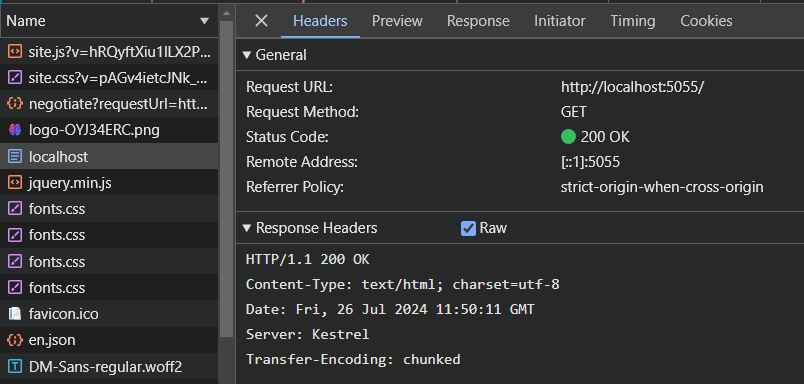 Name
site.js?v=hRQyftXiu1ILX2P...
site.css?v=pAGv4ietcJNk_...
negotiate?requestUrl=htt...
logo-OYJ34ERC.png
localhost
jquery.min.js
fonts.css
fonts.css
fonts.css
fonts.css
favicon.ico
en.json
DM-Sans-regular.woff2
Headers Preview Response Initiator Timing Cookies
General
Request URL: http://localhost:5055/
Request Method: GET
Status Code: 200 OK
Remote Address: [::1]:5055
Referrer Policy: strict-origin-when-cross-origin
Response Headers Raw
HTTP/1.1 200 OK
Content-Type: text/html; charset=utf-8
Date: Fri, 26 Jul 2024 11:50:11 GMT
Server: Kestrel
Transfer-Encoding: chunked